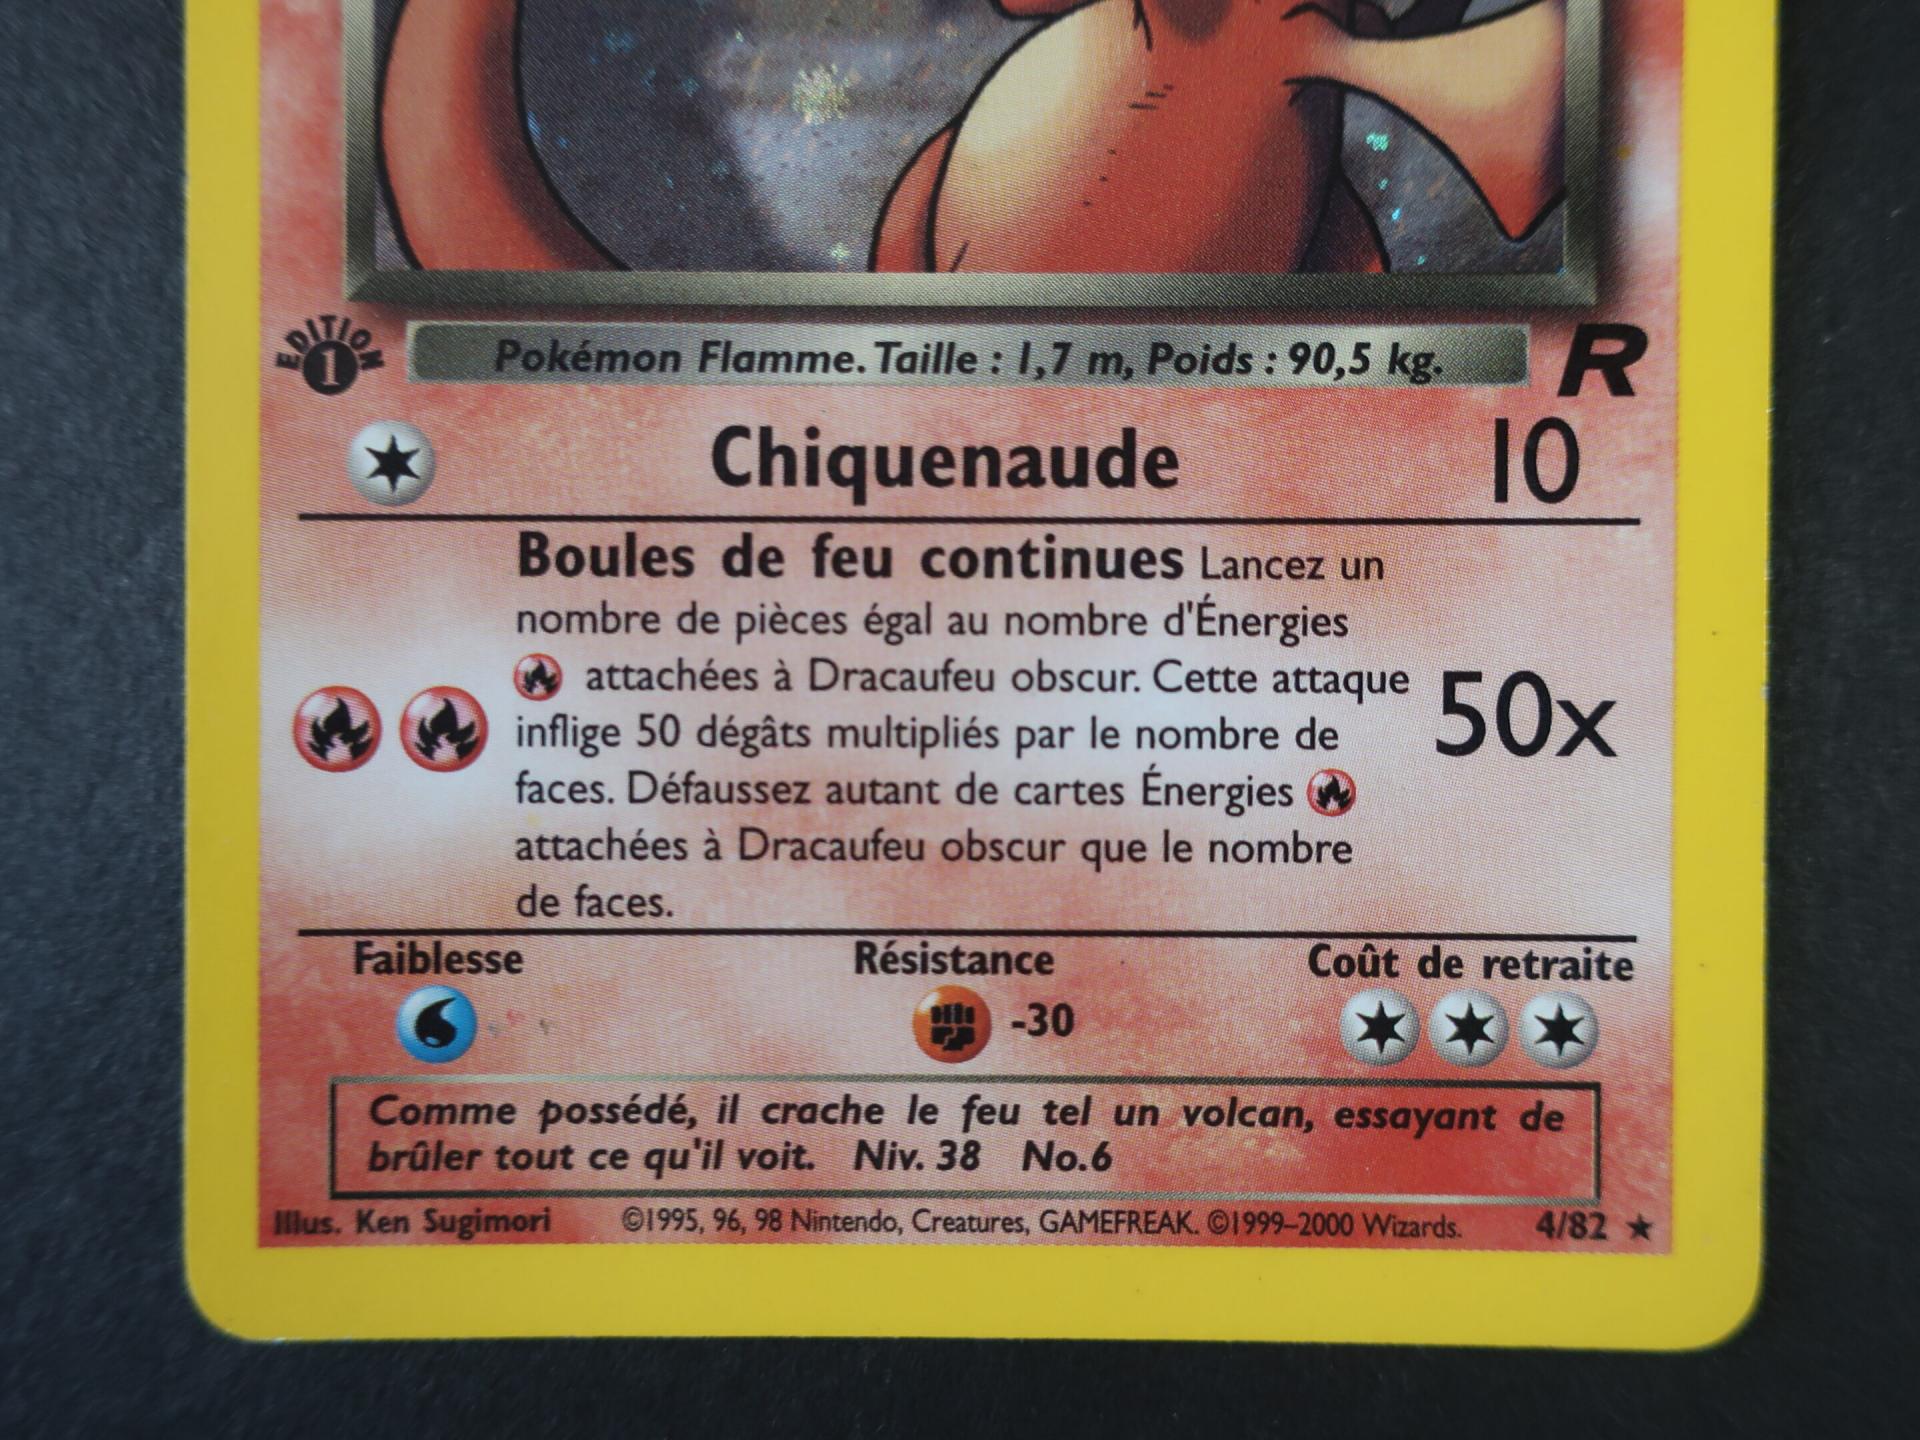 EDITION
1
Pokémon Flamme. Taille : 1,7 m, Poids : 90,5 kg.
R
Chiquenaude 10
Boules de feu continues Lancez un
nombre de pièces égal au nombre d'Énergies
attachées à Dracaufeu obscur. Cette attaque
50x
inflige 50 dégâts multipliés par le nombre de
faces. Défaussez autant de cartes Énergies
attachées à Dracaufeu obscur que le nombre
de faces.
Faiblesse Résistance Coût de retraite
-30
Comme possédé, il crache le feu tel un volcan, essayant de
brûler tout ce qu'il voit. Niv. 38 No.6
Illus. Ken Sugimori ©1995, 96, 98 Nintendo, Creatures, GAMEFREAK. ©1999–2000 Wizards. 4/82 ★